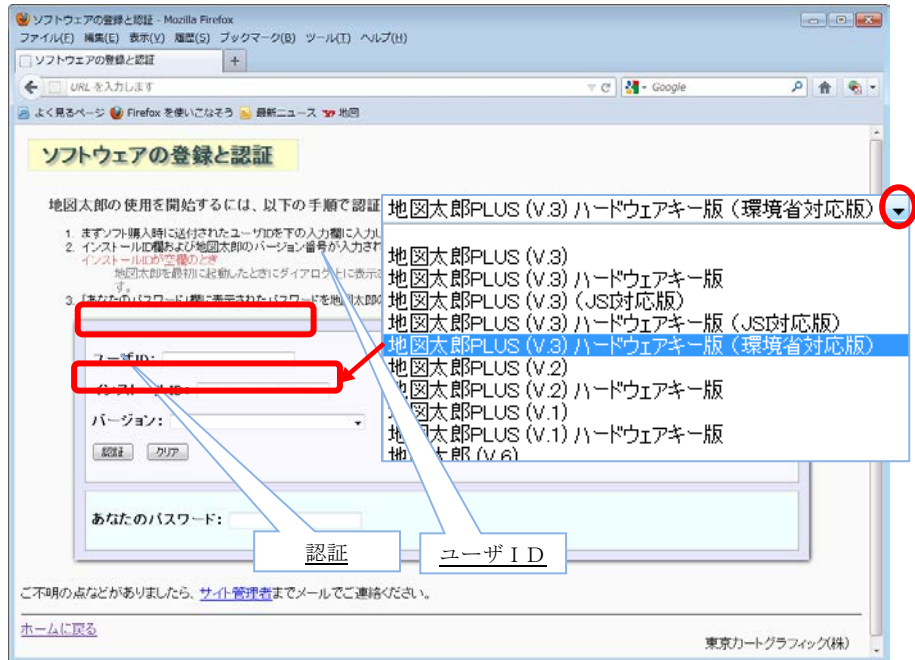 ソフトウェアの登録と認証 - Mozilla Firefox
ファイル(F) 編集(E) 表示(V) 履歴(S) ブックマーク(B) ツール(T) ヘルプ(H)
ソフトウェアの登録と認証
URL を入力します
Google
よく見るページ Firefox を使いこなそう 最新ニュース 地図
ソフトウェアの登録と認証
地図太郎の使用を開始するには、以下の手順で認証
1. まずソフト購入時に送付されたユーザIDを下の入力欄に入力し
2. インストールID欄および地図太郎のバージョン番号が入力され
インストールIDが空欄のとき
地図太郎を最初に起動したときにダイアログ上に表示
す。
3. 「あなたのパスワード」欄に表示されたパスワードを地図太郎の
ユーザID:
インストールID:
バージョン:
認証 クリア
あなたのパスワード:
地図太郎PLUS (V.3) ハードウェアキー版 (環境省対応版)
地図太郎PLUS (V.3)
地図太郎PLUS (V.3) ハードウェアキー版
地図太郎PLUS (V.3) (JSI対応版)
地図太郎PLUS (V.3) ハードウェアキー版 (JSI対応版)
地図太郎PLUS (V.3) ハードウェアキー版 (環境省対応版)
地図太郎PLUS (V.2)
地図太郎PLUS (V.2) ハードウェアキー版
地図太郎PLUS (V.1)
地図太郎PLUS (V.1) ハードウェアキー版
地図太郎 (V.6)
認証
ユーザID
ご不明の点などがありましたら、サイト管理者までメールでご連絡ください。
ホームに戻る
東京カートグラフィック(株)